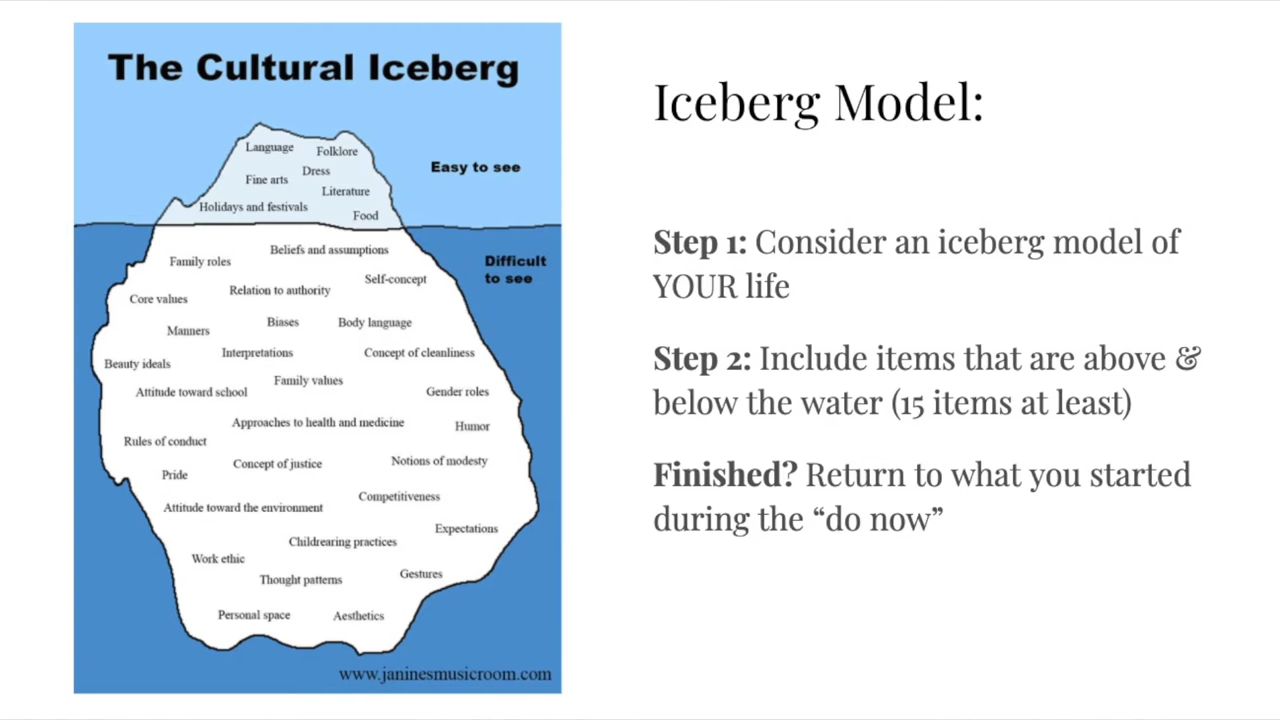 The Cultural Iceberg
Language
Folklore
Dress
Fine arts
Literature
Holidays and festivals
Food
Easy to see
Difficult
to see
Beliefs and assumptions
Family roles
Self-concept
Relation to authority
Core values
Biases
Body language
Manners
Interpretations
Concept of cleanliness
Beauty ideals
Family values
Attitude toward school
Gender roles
Approaches to health and medicine
Humor
Rules of conduct
Concept of justice
Notions of modesty
Pride
Competitiveness
Attitude toward the environment
Expectations
Childrearing practices
Work ethic
Thought patterns
Gestures
Personal space
Aesthetics
www.janinesmusicroom.com
Iceberg Model:
Step 1: Consider an iceberg model of
YOUR life
Step 2: Include items that are above &
below the water (15 items at least)
Finished? Return to what you started
during the “do now”